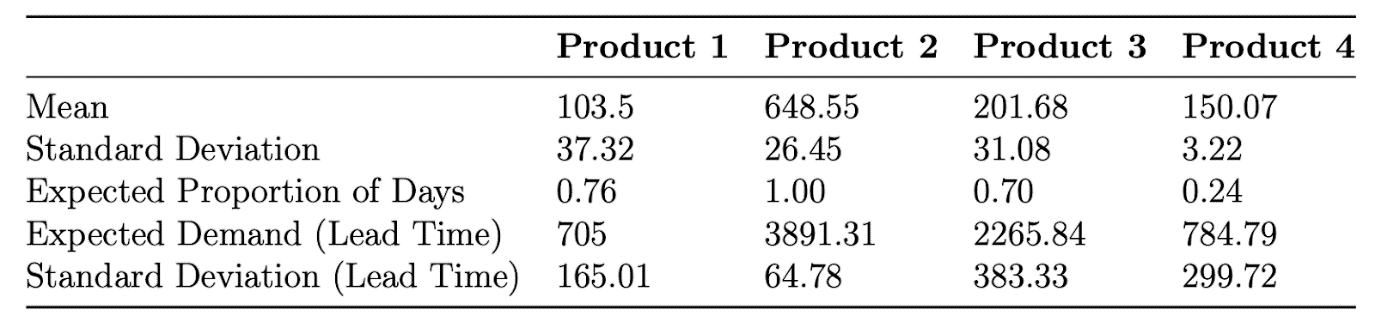 Product 1 Product 2 Product 3 Product 4
Mean 103.5 648.55 201.68 150.07
Standard Deviation 37.32 26.45 31.08 3.22
Expected Proportion of Days 0.76 1.00 0.70 0.24
Expected Demand (Lead Time) 705 3891.31 2265.84 784.79
Standard Deviation (Lead Time) 165.01 64.78 383.33 299.72